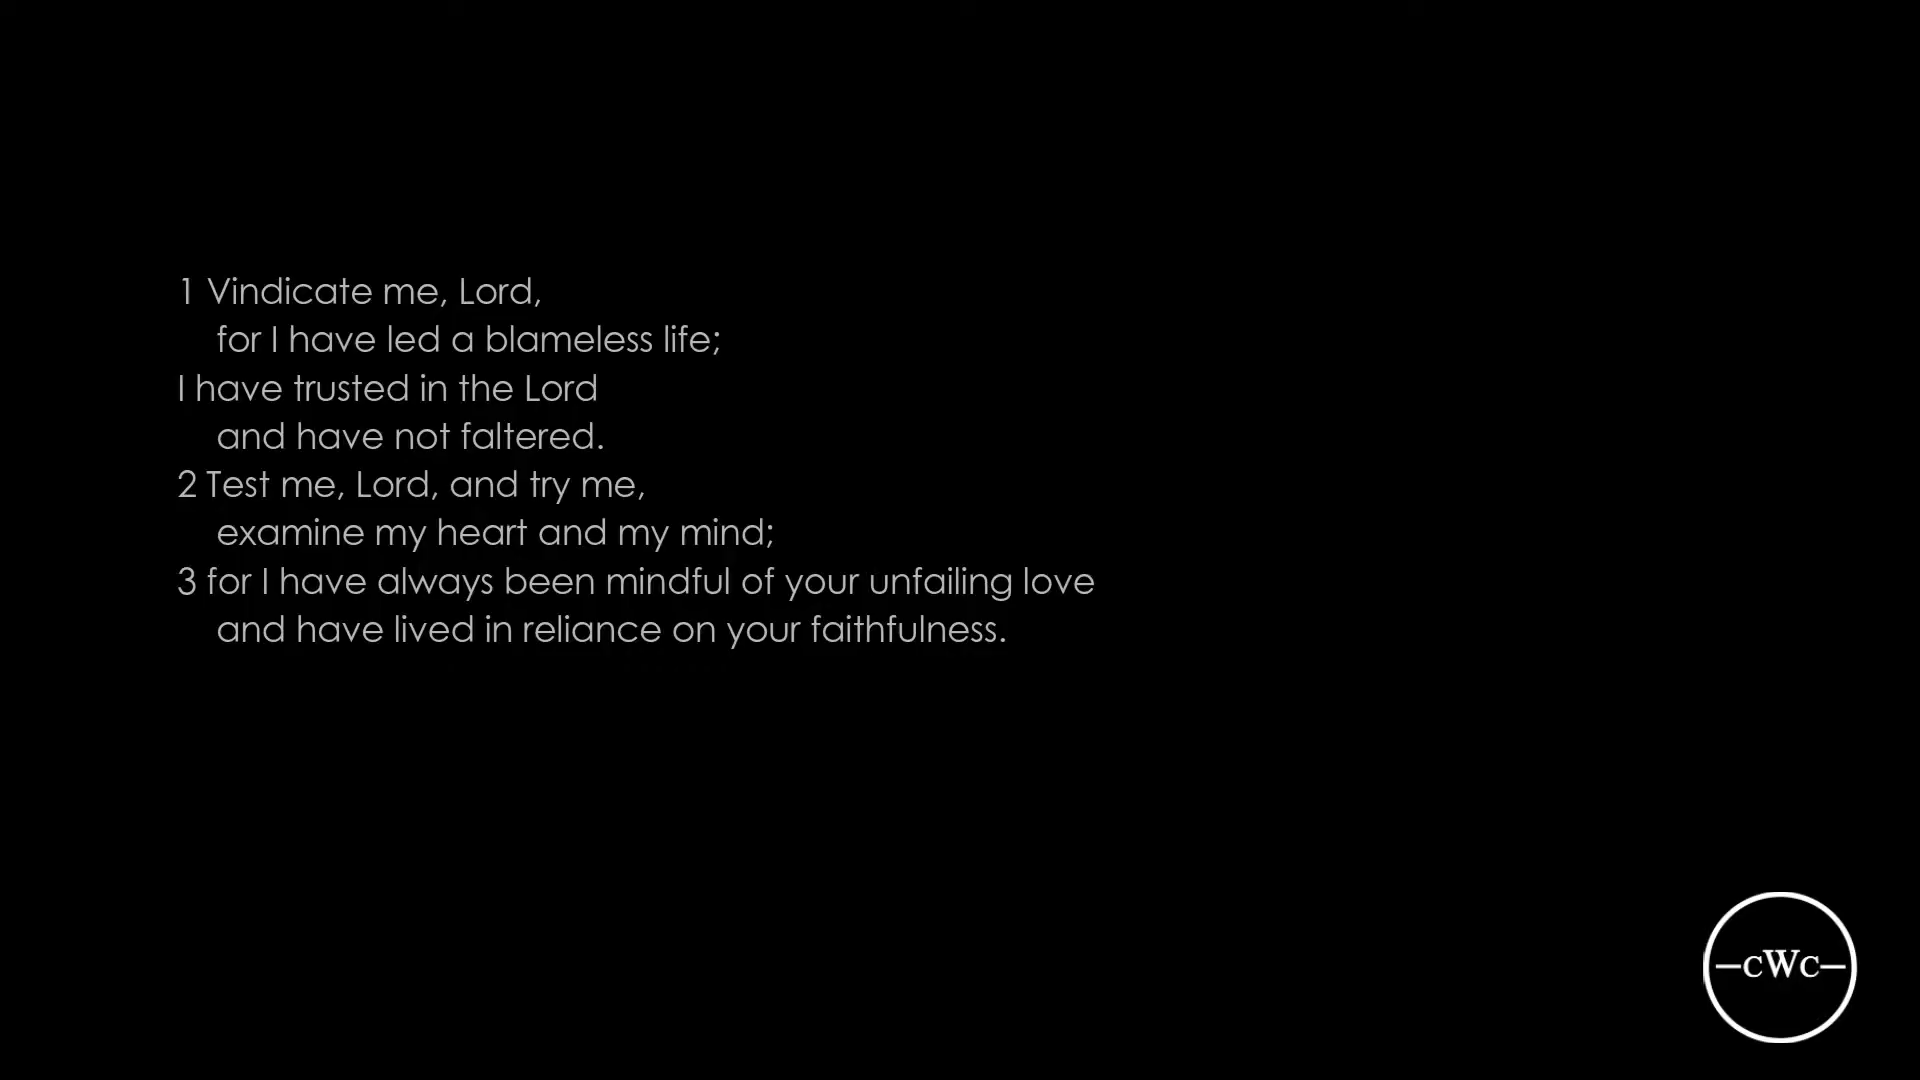 1 Vindicate me, Lord,
for I have led a blameless life;
I have trusted in the Lord
and have not faltered.
2 Test me, Lord, and try me,
examine my heart and my mind;
3 for I have always been mindful of your unfailing love
and have lived in reliance on your faithfulness.
cWc